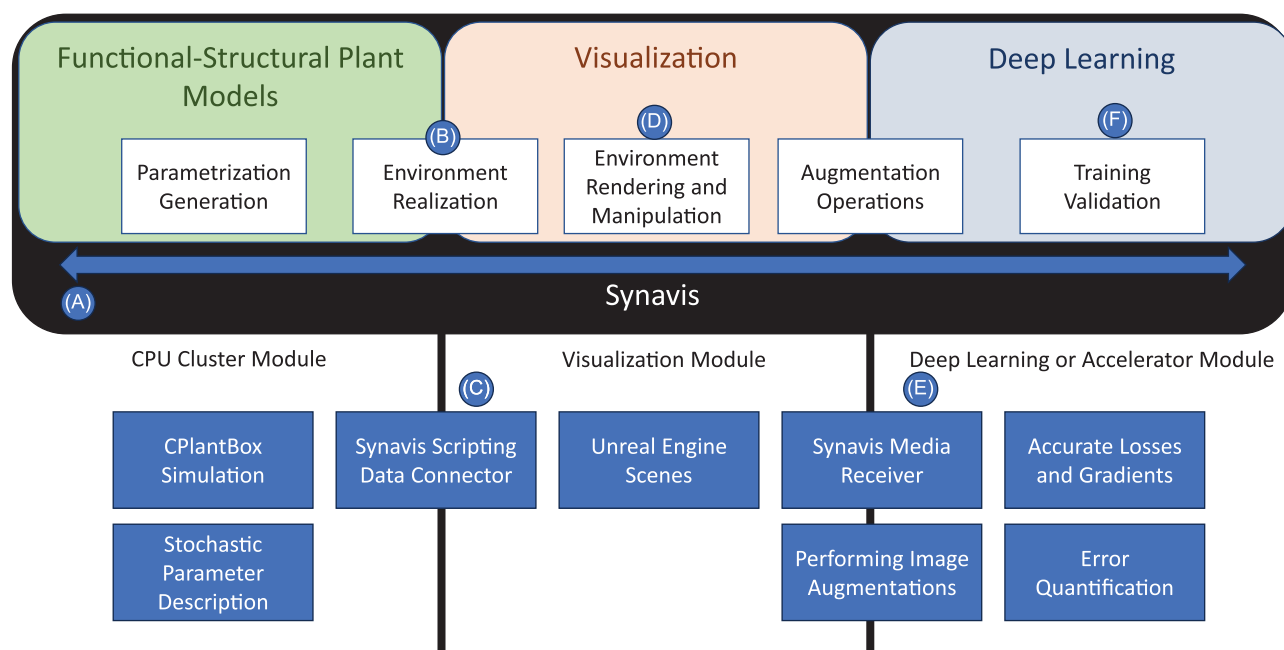 Functional-Structural Plant
Models
Visualization
Deep Learning
(B)
(D)
(F)
Parametrization
Generation
Environment
Realization
Environment
Rendering and
Manipulation
Augmentation
Operations
Training
Validation
(A)
Synavis
CPU Cluster Module
Visualization Module
Deep Learning or Accelerator Module
(C)
(E)
CPlantBox
Simulation
Synavis Scripting
Data Connector
Unreal Engine
Scenes
Synavis Media
Receiver
Accurate Losses
and Gradients
Stochastic
Parameter
Description
Performing Image
Augmentations
Error
Quantification